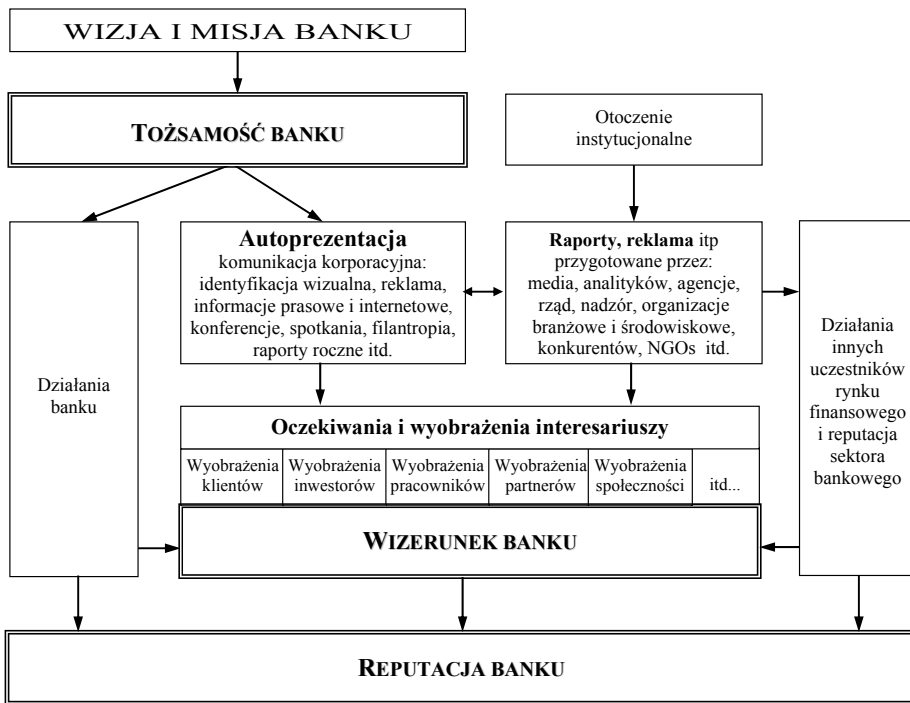 WIZJA I MISJA BANKU
TOŻSAMOŚĆ BANKU
Otoczenie
instytucjonalne
Działania
banku
Autoprezentacja
komunikacja korporacyjna:
identyfikacja wizualna, reklama,
informacje prasowe i internetowe,
konferencje, spotkania, filantropia,
raporty roczne itd.
Raporty, reklama itp
przygotowane przez:
media, analityków, agencje,
rząd, nadzór, organizacje
branżowe i środowiskowe,
konkurentów, NGOs itd.
Działania
innych
uczestników
rynku
finansowego
i reputacja
sektora
bankowego
Oczekiwania i wyobrażenia interesariuszy
Wyobrażenia
klientów
Wyobrażenia
inwestorów
Wyobrażenia
pracowników
Wyobrażenia
partnerów
Wyobrażenia
społeczności
itd...
WIZERUNEK BANKU
REPUTACJA BANKU